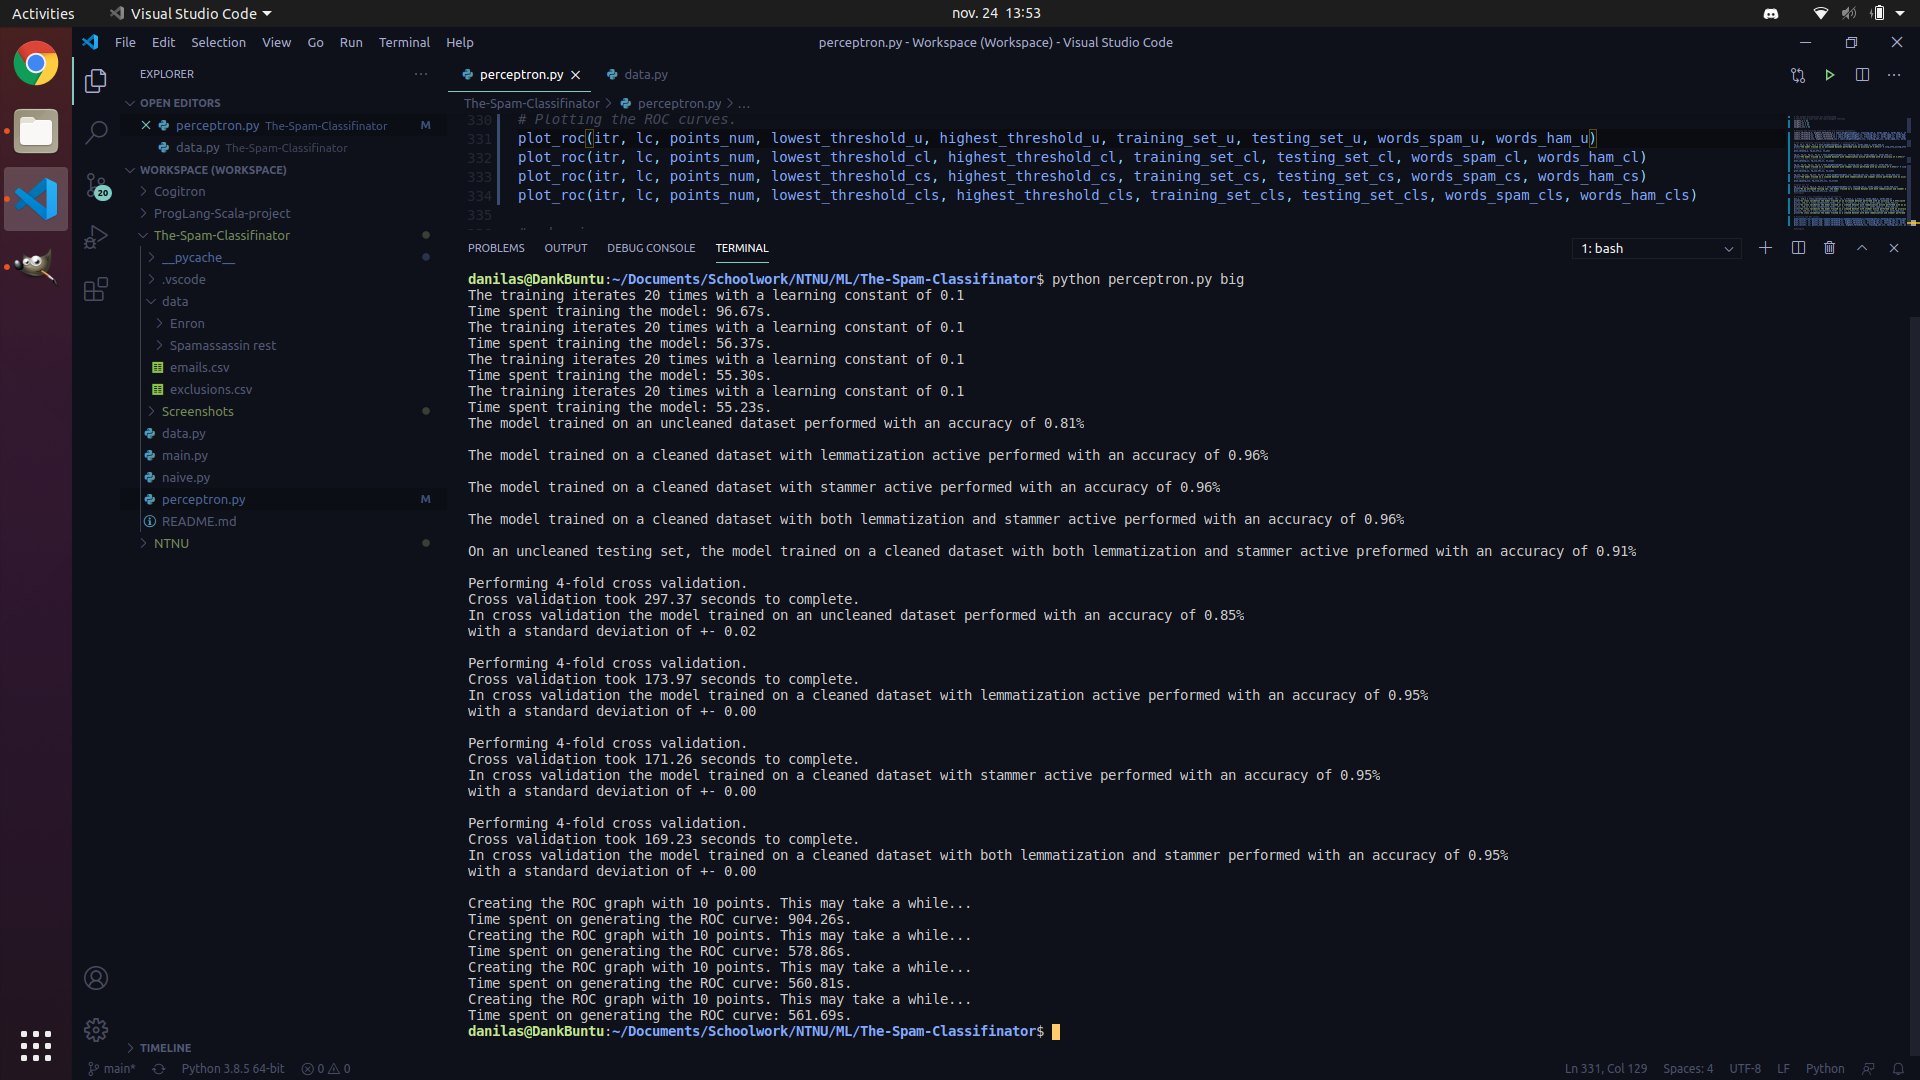 Activities
Visual Studio Code
nov. 24 13:53
File Edit Selection View Go Run Terminal Help
perceptron.py - Workspace (Workspace) - Visual Studio Code
EXPLORER
OPEN EDITORS
perceptron.py The-Spam-Classifinator M
data.py The-Spam-Classifinator
WORKSPACE (WORKSPACE)
Cogitron
ProgLang-Scala-project
The-Spam-Classifinator
__pycache__
.vscode
data
Enron
Spamassassin rest
emails.csv
exclusions.csv
Screenshots
data.py
main.py
naive.py
perceptron.py M
README.md
NTNU
TIMELINE
20
perceptron.py
data.py
The-Spam-Classifinator > perceptron.py > ...
330 # Plotting the ROC curves.
331 plot_roc(itr, lc, points_num, lowest_threshold_u, highest_threshold_u, training_set_u, testing_set_u, words_spam_u, words_ham_u)
332 plot_roc(itr, lc, points_num, lowest_threshold_cl, highest_threshold_cl, training_set_cl, testing_set_cl, words_spam_cl, words_ham_cl)
333 plot_roc(itr, lc, points_num, lowest_threshold_cs, highest_threshold_cs, training_set_cs, testing_set_cs, words_spam_cs, words_ham_cs)
334 plot_roc(itr, lc, points_num, lowest_threshold_cls, highest_threshold_cls, training_set_cls, testing_set_cls, words_spam_cls, words_ham_cls)
335
PROBLEMS OUTPUT DEBUG CONSOLE TERMINAL
1: bash
danilas@DankBuntu:~/Documents/Schoolwork/NTNU/ML/The-Spam-Classifinator$ python perceptron.py big
The training iterates 20 times with a learning constant of 0.1
Time spent training the model: 96.67s.
The training iterates 20 times with a learning constant of 0.1
Time spent training the model: 56.37s.
The training iterates 20 times with a learning constant of 0.1
Time spent training the model: 55.30s.
The training iterates 20 times with a learning constant of 0.1
Time spent training the model: 55.23s.
The model trained on an uncleaned dataset performed with an accuracy of 0.81%
The model trained on a cleaned dataset with lemmatization active performed with an accuracy of 0.96%
The model trained on a cleaned dataset with stammer active performed with an accuracy of 0.96%
The model trained on a cleaned dataset with both lemmatization and stammer active performed with an accuracy of 0.96%
On an uncleaned testing set, the model trained on a cleaned dataset with both lemmatization and stammer active preformed with an accuracy of 0.91%
Performing 4-fold cross validation.
Cross validation took 297.37 seconds to complete.
In cross validation the model trained on an uncleaned dataset performed with an accuracy of 0.85%
with a standard deviation of +- 0.02
Performing 4-fold cross validation.
Cross validation took 173.97 seconds to complete.
In cross validation the model trained on a cleaned dataset with lemmatization active performed with an accuracy of 0.95%
with a standard deviation of +- 0.00
Performing 4-fold cross validation.
Cross validation took 171.26 seconds to complete.
In cross validation the model trained on a cleaned dataset with stammer active performed with an accuracy of 0.95%
with a standard deviation of +- 0.00
Performing 4-fold cross validation.
Cross validation took 169.23 seconds to complete.
In cross validation the model trained on a cleaned dataset with both lemmatization and stammer performed with an accuracy of 0.95%
with a standard deviation of +- 0.00
Creating the ROC graph with 10 points. This may take a while...
Time spent on generating the ROC curve: 904.26s.
Creating the ROC graph with 10 points. This may take a while...
Time spent on generating the ROC curve: 578.86s.
Creating the ROC graph with 10 points. This may take a while...
Time spent on generating the ROC curve: 560.81s.
Creating the ROC graph with 10 points. This may take a while...
Time spent on generating the ROC curve: 561.69s.
danilas@DankBuntu:~/Documents/Schoolwork/NTNU/ML/The-Spam-Classifinator$
main* Python 3.8.5 64-bit 0 0
Ln 331, Col 129 Spaces: 4 UTF-8 LF Python